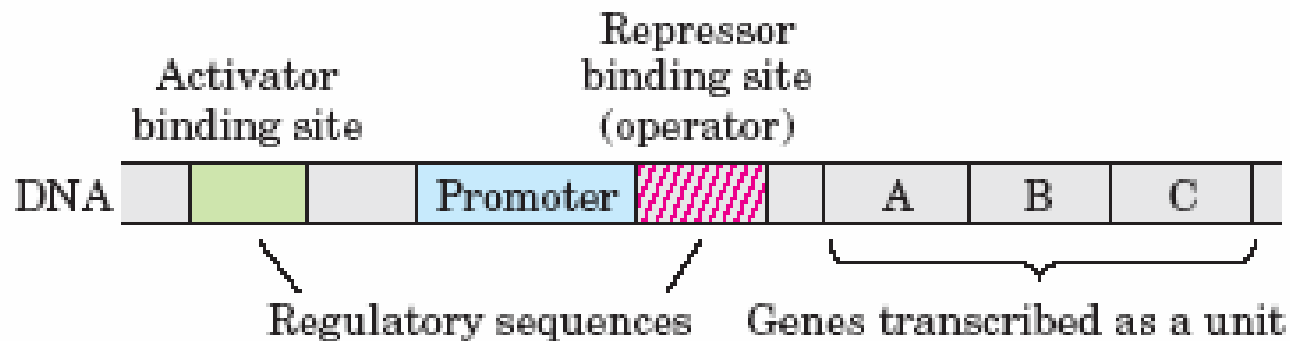 Activator
binding site
Repressor
binding site
(operator)
DNA
Promoter
A
B
C
Regulatory sequences
Genes transcribed as a unit